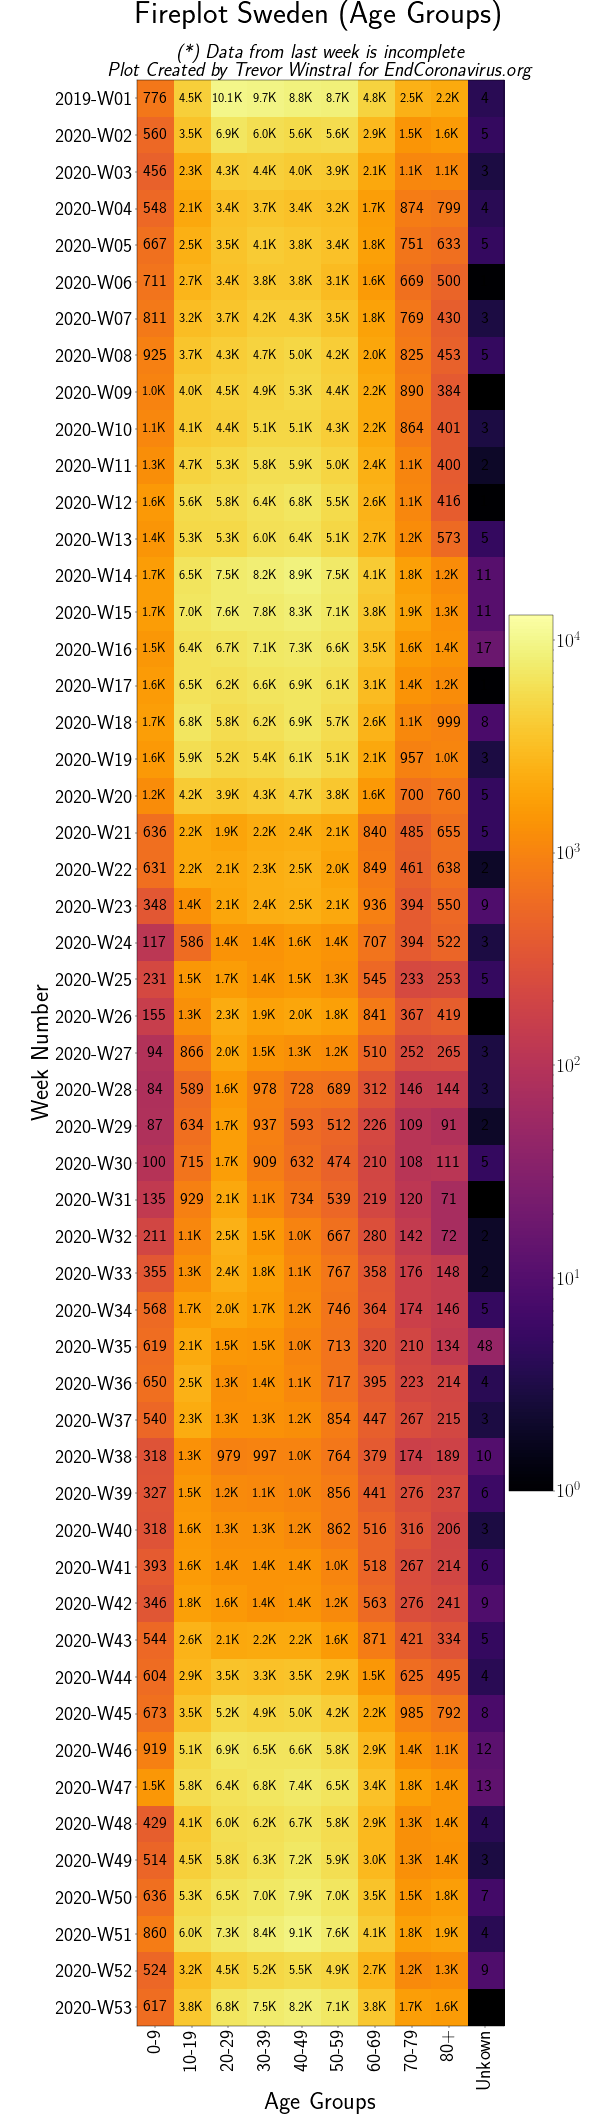 Fireplot Sweden (Age Groups)
(*) Data from last week is incomplete
Plot Created by Trevor Winstral for EndCoronavirus.org
2019-W01 776 4.5K 10.1K 9.7K 8.8K 8.7K 4.8K 2.5K 2.2K 4
2020-W02 560 3.5K 6.9K 6.0K 5.6K 5.6K 2.9K 1.5K 1.6K 5
2020-W03 456 2.3K 4.3K 4.4K 4.0K 3.9K 2.1K 1.1K 1.1K 3
2020-W04 548 2.1K 3.4K 3.7K 3.4K 3.2K 1.7K 874 799 4
2020-W05 667 2.5K 3.5K 4.1K 3.8K 3.4K 1.8K 751 633 5
2020-W06 711 2.7K 3.4K 3.8K 3.8K 3.1K 1.6K 669 500
2020-W07 811 3.2K 3.7K 4.2K 4.3K 3.5K 1.8K 769 430 3
2020-W08 925 3.7K 4.3K 4.7K 5.0K 4.2K 2.0K 825 453 5
2020-W09 1.0K 4.0K 4.5K 4.9K 5.3K 4.4K 2.2K 890 384
2020-W10 1.1K 4.1K 4.4K 5.1K 5.1K 4.3K 2.2K 864 401 3
2020-W11 1.3K 4.7K 5.3K 5.8K 5.9K 5.0K 2.4K 1.1K 400 2
2020-W12 1.6K 5.6K 5.8K 6.4K 6.8K 5.5K 2.6K 1.1K 416
2020-W13 1.4K 5.3K 5.3K 6.0K 6.4K 5.1K 2.7K 1.2K 573 5
2020-W14 1.7K 6.5K 7.5K 8.2K 8.9K 7.5K 4.1K 1.8K 1.2K 11
2020-W15 1.7K 7.0K 7.6K 7.8K 8.3K 7.1K 3.8K 1.9K 1.3K 11
2020-W16 1.5K 6.4K 6.7K 7.1K 7.3K 6.6K 3.5K 1.6K 1.4K 17
2020-W17 1.6K 6.5K 6.2K 6.6K 6.9K 6.1K 3.1K 1.4K 1.2K
2020-W18 1.7K 6.8K 5.8K 6.2K 6.9K 5.7K 2.6K 1.1K 999 8
2020-W19 1.6K 5.9K 5.2K 5.4K 6.1K 5.1K 2.1K 957 1.0K 3
2020-W20 1.2K 4.2K 3.9K 4.3K 4.7K 3.8K 1.6K 700 760 5
2020-W21 636 2.2K 1.9K 2.2K 2.4K 2.1K 840 485 655 5
2020-W22 631 2.2K 2.1K 2.3K 2.5K 2.0K 849 461 638 2
2020-W23 348 1.4K 2.1K 2.4K 2.5K 2.1K 936 394 550 9
2020-W24 117 586 1.4K 1.4K 1.6K 1.4K 707 394 522 3
2020-W25 231 1.5K 1.7K 1.4K 1.5K 1.3K 545 233 253 5
2020-W26 155 1.3K 2.3K 1.9K 2.0K 1.8K 841 367 419
2020-W27 94 866 2.0K 1.5K 1.3K 1.2K 510 252 265 3
2020-W28 84 589 1.6K 978 728 689 312 146 144 3
2020-W29 87 634 1.7K 937 593 512 226 109 91 2
2020-W30 100 715 1.7K 909 632 474 210 108 111 5
2020-W31 135 929 2.1K 1.1K 734 539 219 120 71
2020-W32 211 1.1K 2.5K 1.5K 1.0K 667 280 142 72 2
2020-W33 355 1.3K 2.4K 1.8K 1.1K 767 358 176 148 2
2020-W34 568 1.7K 2.0K 1.7K 1.2K 746 364 174 146 5
2020-W35 619 2.1K 1.5K 1.5K 1.0K 713 320 210 134 48
2020-W36 650 2.5K 1.3K 1.4K 1.1K 717 395 223 214 4
2020-W37 540 2.3K 1.3K 1.3K 1.2K 854 447 267 215 3
2020-W38 318 1.3K 979 997 1.0K 764 379 174 189 10
2020-W39 327 1.5K 1.2K 1.1K 1.0K 856 441 276 237 6
2020-W40 318 1.6K 1.3K 1.3K 1.2K 862 516 316 206 3
2020-W41 393 1.6K 1.4K 1.4K 1.4K 1.0K 518 267 214 6
2020-W42 346 1.8K 1.6K 1.4K 1.4K 1.2K 563 276 241 9
2020-W43 544 2.6K 2.1K 2.2K 2.2K 1.6K 871 421 334 5
2020-W44 604 2.9K 3.5K 3.3K 3.5K 2.9K 1.5K 625 495 4
2020-W45 673 3.5K 5.2K 4.9K 5.0K 4.2K 2.2K 985 792 8
2020-W46 919 5.1K 6.9K 6.5K 6.6K 5.8K 2.9K 1.4K 1.1K 12
2020-W47 1.5K 5.8K 6.4K 6.8K 7.4K 6.5K 3.4K 1.8K 1.4K 13
2020-W48 429 4.1K 6.0K 6.2K 6.7K 5.8K 2.9K 1.3K 1.4K 4
2020-W49 514 4.5K 5.8K 6.3K 7.2K 5.9K 3.0K 1.3K 1.4K 3
2020-W50 636 5.3K 6.5K 7.0K 7.9K 7.0K 3.5K 1.5K 1.8K 7
2020-W51 860 6.0K 7.3K 8.4K 9.1K 7.6K 4.1K 1.8K 1.9K 4
2020-W52 524 3.2K 4.5K 5.2K 5.5K 4.9K 2.7K 1.2K 1.3K 9
2020-W53 617 3.8K 6.8K 7.5K 8.2K 7.1K 3.8K 1.7K 1.6K
0-9 10-19 20-29 30-39 40-49 50-59 60-69 70-79 80+ Unkown
Age Groups
Week Number
10⁴
10³
10²
10¹
10⁰